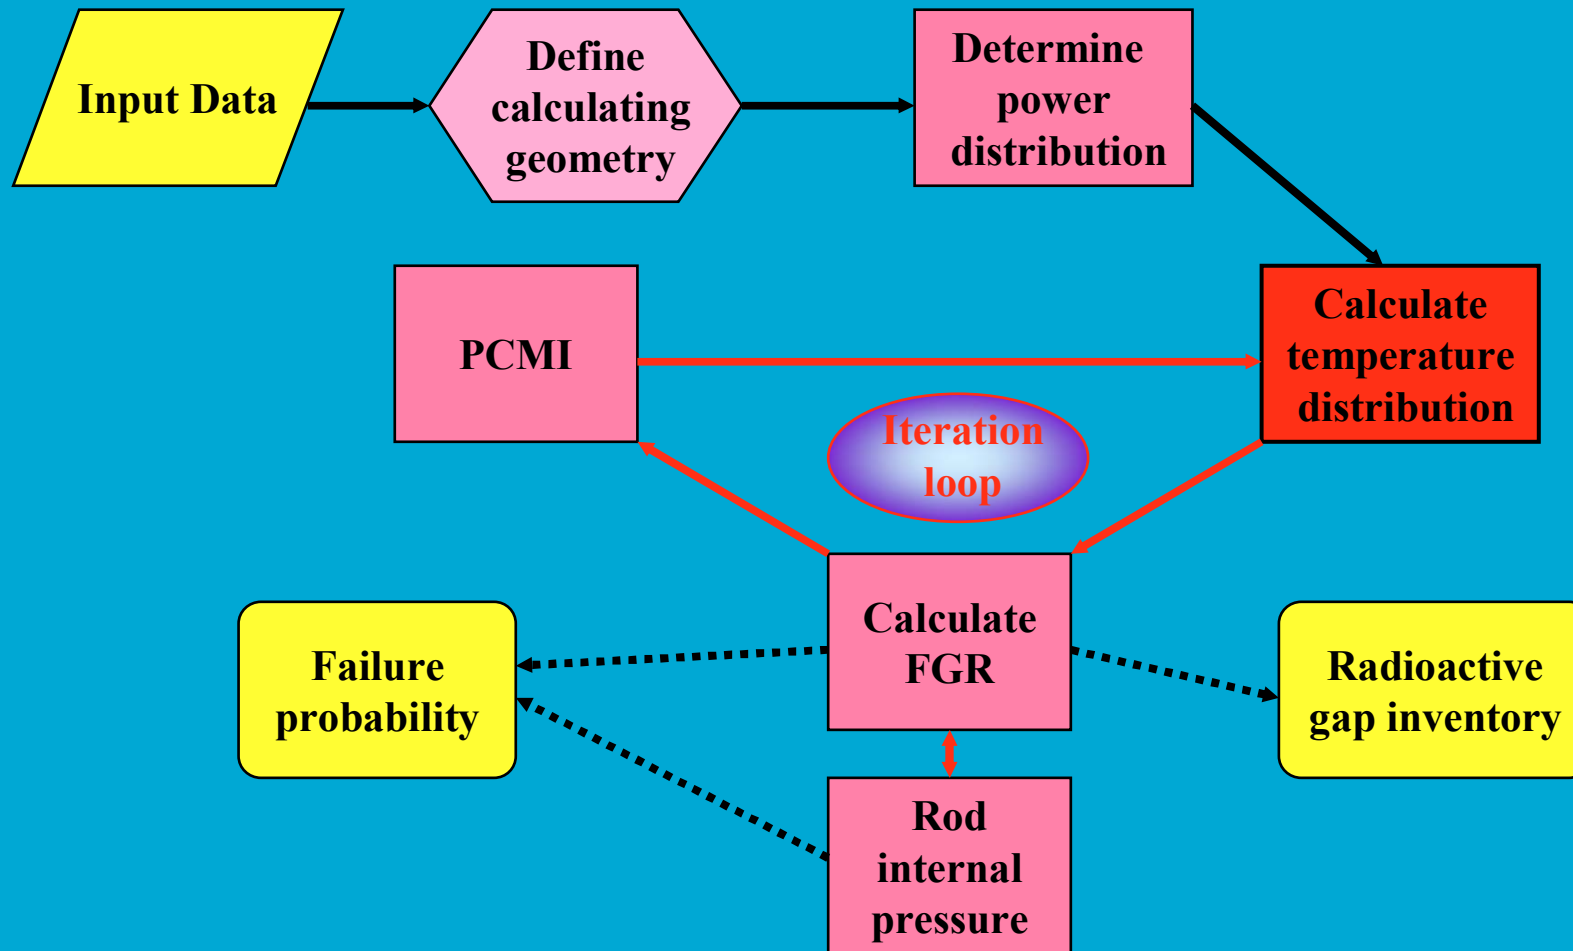 Input Data
Define
calculating
geometry
Determine
power
distribution
PCMI
Calculate
temperature
distribution
Iteration
loop
Calculate
FGR
Failure
probability
Radioactive
gap inventory
Rod
internal
pressure